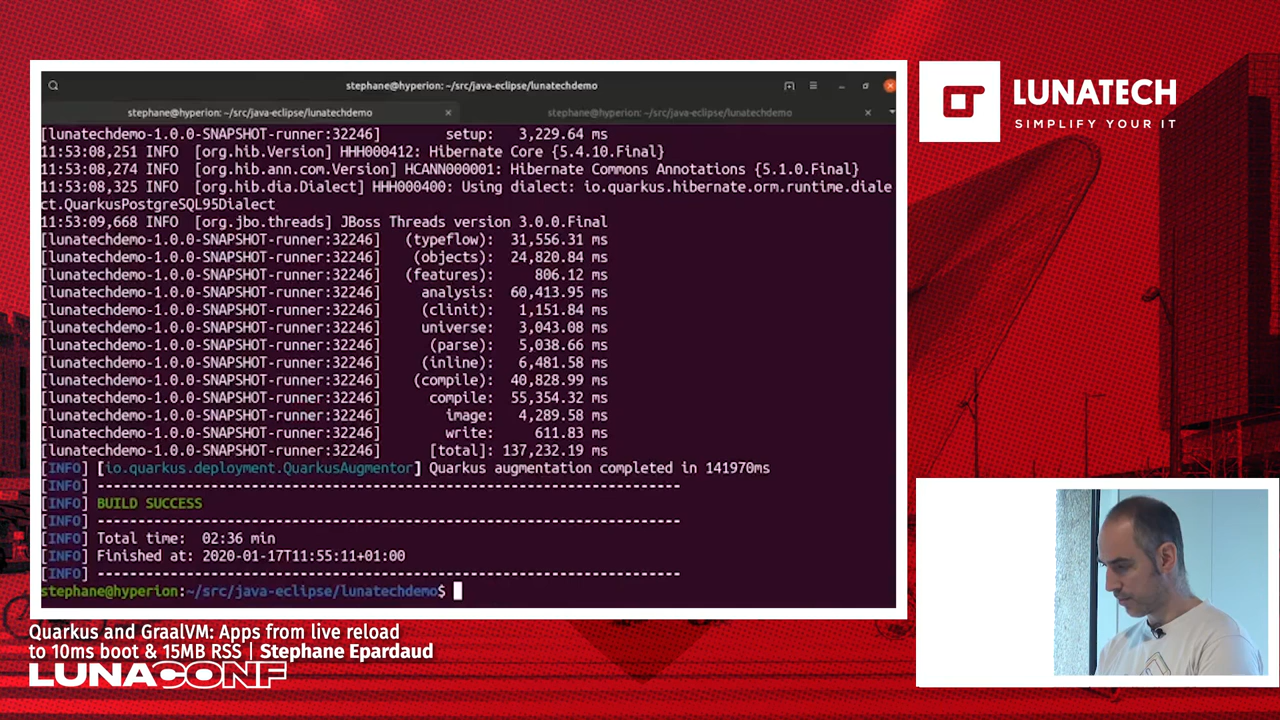 stephane@hyperion: ~/src/java-eclipse/lunatechdemo
stephane@hyperion: ~/src/java-eclipse/lunatechdemo
stephane@hyperion: ~/src/java-eclipse/lunatechdemo
[lunatechdemo-1.0.0-SNAPSHOT-runner:32246] setup: 3,229.64 ms
11:53:08,251 INFO [org.hib.Version] HHH000412: Hibernate Core {5.4.10.Final}
11:53:08,274 INFO [org.hib.ann.com.Version] HCANN000001: Hibernate Commons Annotations {5.1.0.Final}
11:53:08,325 INFO [org.hib.dia.Dialect] HHH000400: Using dialect: io.quarkus.hibernate.orm.runtime.diale
ct.QuarkusPostgreSQL95Dialect
11:53:09,668 INFO [org.jbo.threads] JBoss Threads version 3.0.0.Final
[lunatechdemo-1.0.0-SNAPSHOT-runner:32246] (typeflow): 31,556.31 ms
[lunatechdemo-1.0.0-SNAPSHOT-runner:32246] (objects): 24,820.84 ms
[lunatechdemo-1.0.0-SNAPSHOT-runner:32246] (features): 806.12 ms
[lunatechdemo-1.0.0-SNAPSHOT-runner:32246] analysis: 60,413.95 ms
[lunatechdemo-1.0.0-SNAPSHOT-runner:32246] (clinit): 1,151.84 ms
[lunatechdemo-1.0.0-SNAPSHOT-runner:32246] universe: 3,043.08 ms
[lunatechdemo-1.0.0-SNAPSHOT-runner:32246] (parse): 5,038.66 ms
[lunatechdemo-1.0.0-SNAPSHOT-runner:32246] (inline): 6,481.58 ms
[lunatechdemo-1.0.0-SNAPSHOT-runner:32246] (compile): 40,828.99 ms
[lunatechdemo-1.0.0-SNAPSHOT-runner:32246] compile: 55,354.32 ms
[lunatechdemo-1.0.0-SNAPSHOT-runner:32246] image: 4,289.58 ms
[lunatechdemo-1.0.0-SNAPSHOT-runner:32246] write: 611.83 ms
[lunatechdemo-1.0.0-SNAPSHOT-runner:32246] [total]: 137,232.19 ms
[INFO] [io.quarkus.deployment.QuarkusAugmentor] Quarkus augmentation completed in 141970ms
[INFO] ------------------------------------------------------------------------
[INFO] BUILD SUCCESS
[INFO] ------------------------------------------------------------------------
[INFO] Total time: 02:36 min
[INFO] Finished at: 2020-01-17T11:55:11+01:00
[INFO] ------------------------------------------------------------------------
stephane@hyperion:~/src/java-eclipse/lunatechdemo$
LUNATECH
SIMPLIFY YOUR IT
Quarkus and GraalVM: Apps from live reload
to 10ms boot & 15MB RSS | Stephane Epardaud
LUNACONF